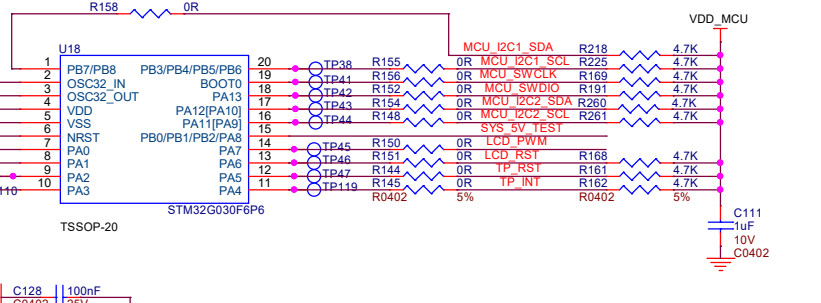 R158 0R
VDD_MCU
U18
MCU_I2C1_SDA R218 4.7K
1 PB7/PB8 PB3/PB4/PB5/PB6 20 TP38 R155 0R MCU_I2C1_SCL R225 4.7K
2 OSC32_IN BOOT0 19 TP41 R156 0R MCU_SWCLK R169 4.7K
3 OSC32_OUT PA13 18 TP42 R152 0R MCU_SWDIO R191 4.7K
4 VDD PA12[PA10] 17 TP43 R154 0R MCU_I2C2_SDA R260 4.7K
5 VSS PA11[PA9] 16 TP44 R148 0R MCU_I2C2_SCL R261 4.7K
6 NRST PB0/PB1/PB2/PA8 15 SYS_5V_TEST
7 PA0 PA7 14 TP45 R150 0R LCD_PWM
8 PA1 PA6 13 TP46 R151 0R LCD_RST R168 4.7K
9 PA2 PA5 12 TP47 R144 0R TP_RST R161 4.7K
10 PA3 PA4 11 TP119 R145 0R TP_INT R162 4.7K
STM32G030F6P6 R0402 5% R0402 5%
TSSOP-20
C111
1uF
10V
C0402
C128 100nF